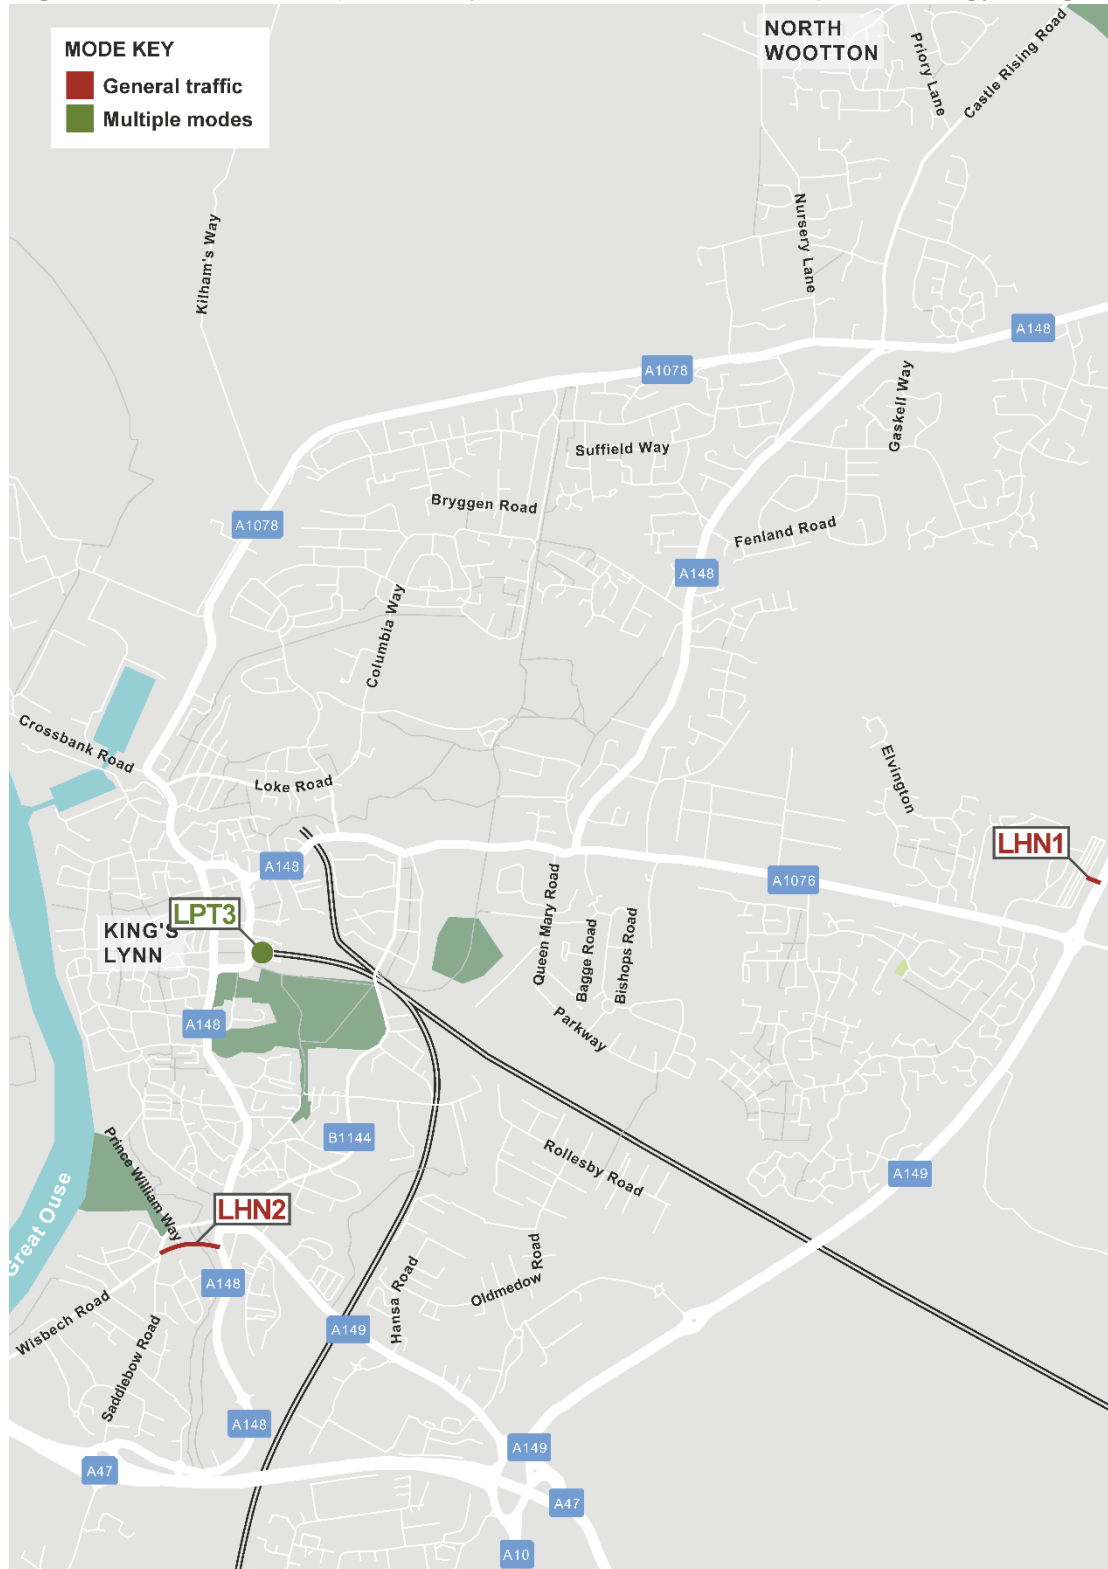 NORTH
WOOTTON
MODE KEY
General traffic
Multiple modes
Priory Lane
Castle Rising Road
Kilham's Way
Nursery Lane
A148
A1078
Gaskell Way
Suffield Way
Bryggen Road
A1078
Fenland Road
A148
Columbia Way
Crossbank Road
Loke Road
Elvington
LHN1
A148
A1076
LPT3
KING'S
LYNN
Queen Mary Road
Bagge Road
Bishops Road
A148
Parkway
B1144
Prince William Way
Rollesby Road
A149
Great Ouse
LHN2
A148
Hansa Road
Oldmedow Road
Wisbech Road
A149
Saddlebow Road
A148
A149
A47
A47
A10